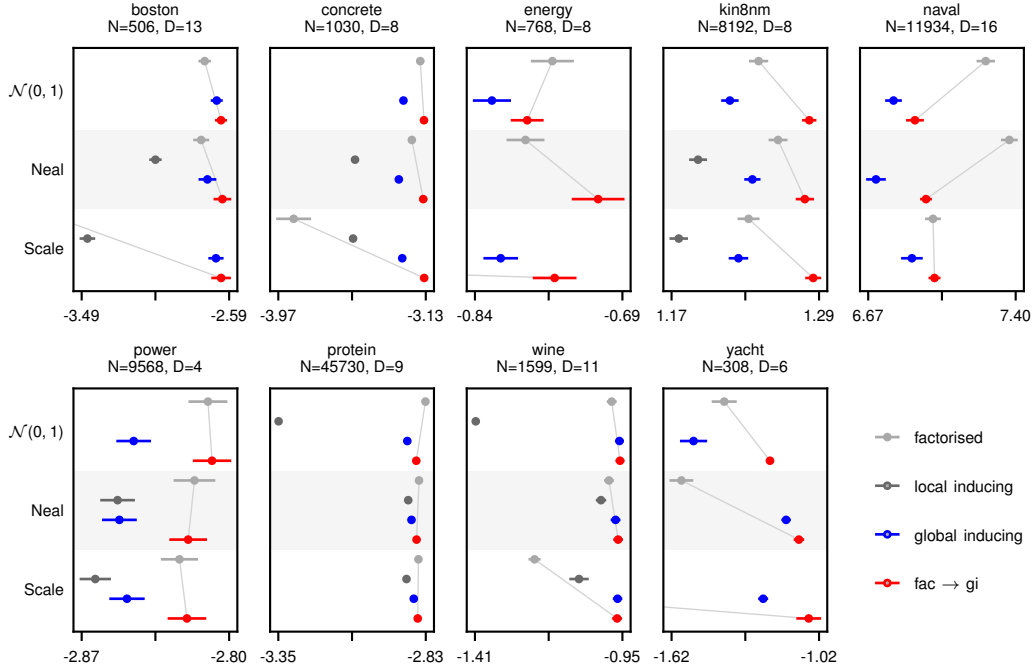 boston
N=506, D=13
concrete
N=1030, D=8
energy
N=768, D=8
kin8nm
N=8192, D=8
naval
N=11934, D=16
𝒩(0, 1)
Neal
Scale
-3.49 -2.59
-3.97 -3.13
-0.84 -0.69
1.17 1.29
6.67 7.40
power
N=9568, D=4
protein
N=45730, D=9
wine
N=1599, D=11
yacht
N=308, D=6
𝒩(0, 1)
Neal
Scale
-2.87 -2.80
-3.35 -2.83
-1.41 -0.95
-1.62 -1.02
factorised
local inducing
global inducing
fac → gi